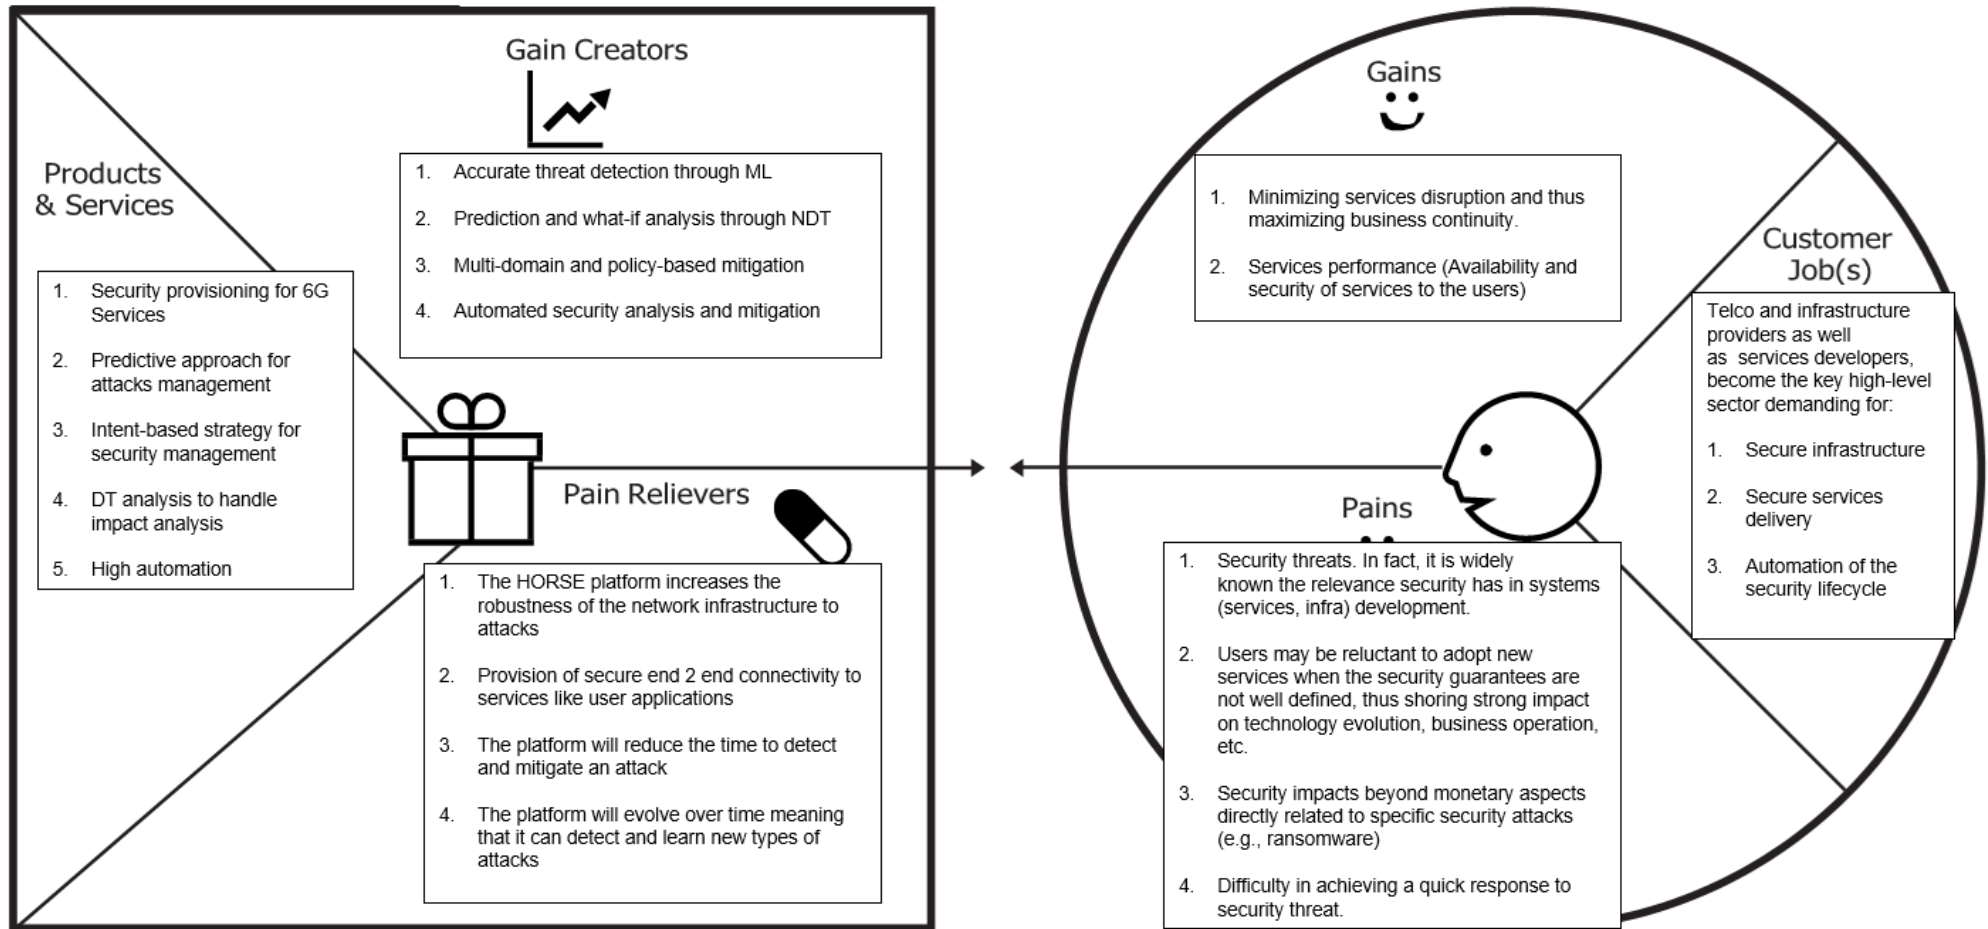 Gain Creators
1. Accurate threat detection through ML
2. Prediction and what-if analysis through NDT
3. Multi-domain and policy-based mitigation
4. Automated security analysis and mitigation
Products
& Services
1. Security provisioning for 6G
Services
2. Predictive approach for
attacks management
3. Intent-based strategy for
security management
4. DT analysis to handle
impact analysis
5. High automation
Pain Relievers
1. The HORSE platform increases the
robustness of the network infrastructure to
attacks
2. Provision of secure end 2 end connectivity to
services like user applications
3. The platform will reduce the time to detect
and mitigate an attack
4. The platform will evolve over time meaning
that it can detect and learn new types of
attacks
Gains
1. Minimizing services disruption and thus
maximizing business continuity.
2. Services performance (Availability and
security of services to the users)
Customer
Job(s)
Telco and infrastructure
providers as well
as services developers,
become the key high-level
sector demanding for:
1. Secure infrastructure
2. Secure services
delivery
3. Automation of the
security lifecycle
Pains
1. Security threats. In fact, it is widely
known the relevance security has in systems
(services, infra) development.
2. Users may be reluctant to adopt new
services when the security guarantees are
not well defined, thus shoring strong impact
on technology evolution, business operation,
etc.
3. Security impacts beyond monetary aspects
directly related to specific security attacks
(e.g., ransomware)
4. Difficulty in achieving a quick response to
security threat.